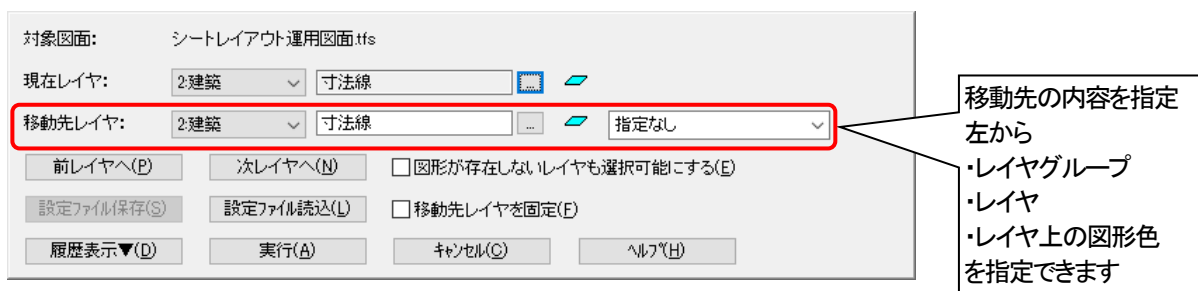 対象図面: シートレイアウト運用図面.tfs
現在レイヤ: 2:建築 寸法線 ...
移動先レイヤ: 2:建築 寸法線 ... 指定なし
前レイヤへ(P) 次レイヤへ(N) 図形が存在しないレイヤも選択可能にする(E)
設定ファイル保存(S) 設定ファイル読込(L) 移動先レイヤを固定(F)
履歴表示▼(D) 実行(A) キャンセル(C) ヘルプ(H)
移動先の内容を指定
左から
・レイヤグループ
・レイヤ
・レイヤ上の図形色
を指定できます